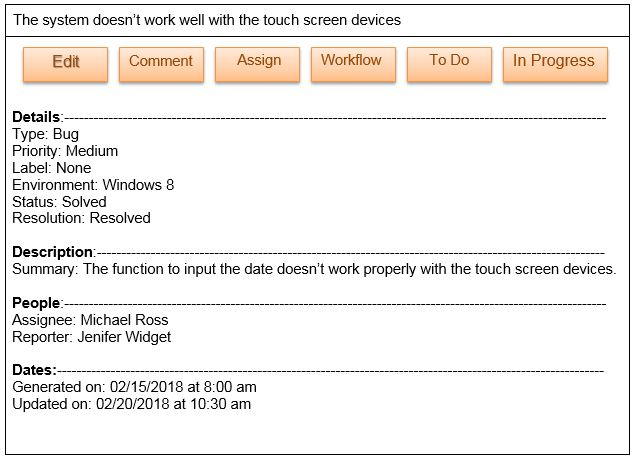 The system doesn’t work well with the touch screen devices
Edit Comment Assign Workflow To Do In Progress
Details:--------------------------------------------------------------------------------------------------------------
Type: Bug
Priority: Medium
Label: None
Environment: Windows 8
Status: Solved
Resolution: Resolved
Description:--------------------------------------------------------------------------------------------------------
Summary: The function to input the date doesn’t work properly with the touch screen devices.
People:--------------------------------------------------------------------------------------------------------------
Assignee: Michael Ross
Reporter: Jenifer Widget
Dates:----------------------------------------------------------------------------------------------------------------
Generated on: 02/15/2018 at 8:00 am
Updated on: 02/20/2018 at 10:30 am